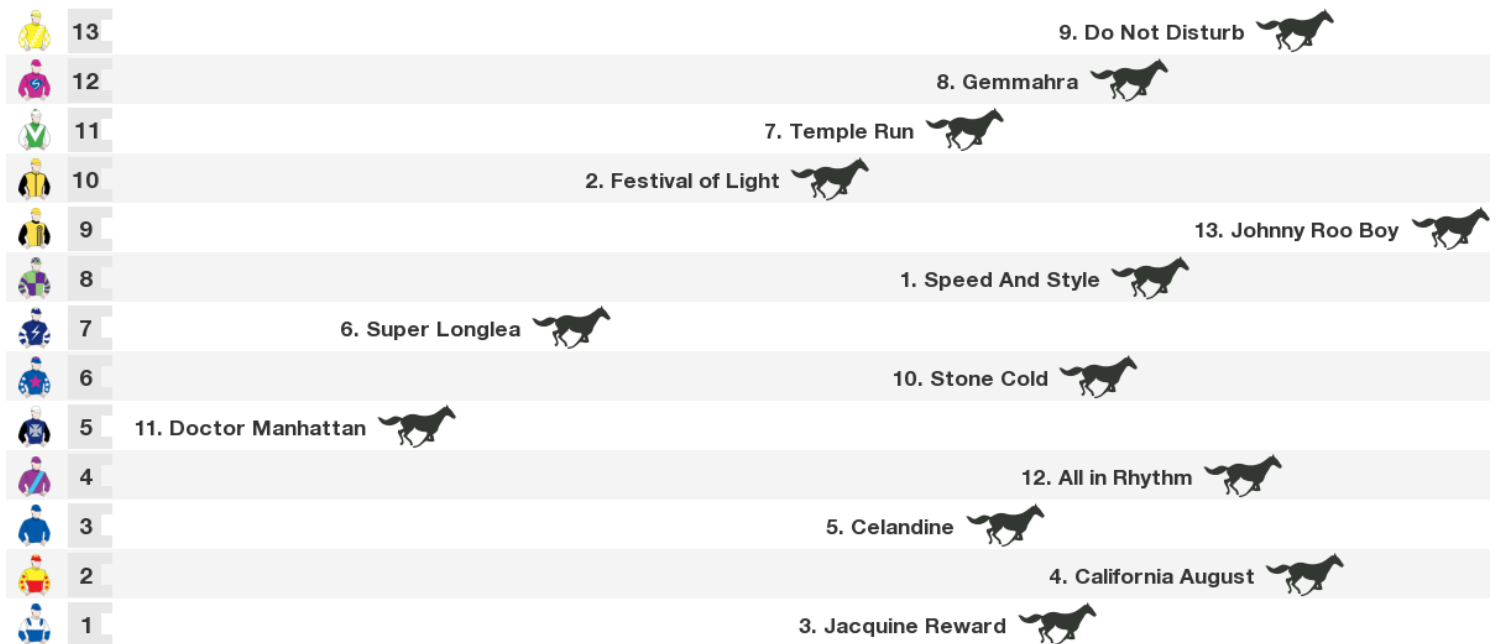 13 9. Do Not Disturb
12 8. Gemmahra
11 7. Temple Run
10 2. Festival of Light
9 13. Johnny Roo Boy
8 1. Speed And Style
7 6. Super Longlea
6 10. Stone Cold
5 11. Doctor Manhattan
4 12. All in Rhythm
3 5. Celandine
2 4. California August
1 3. Jacquine Reward